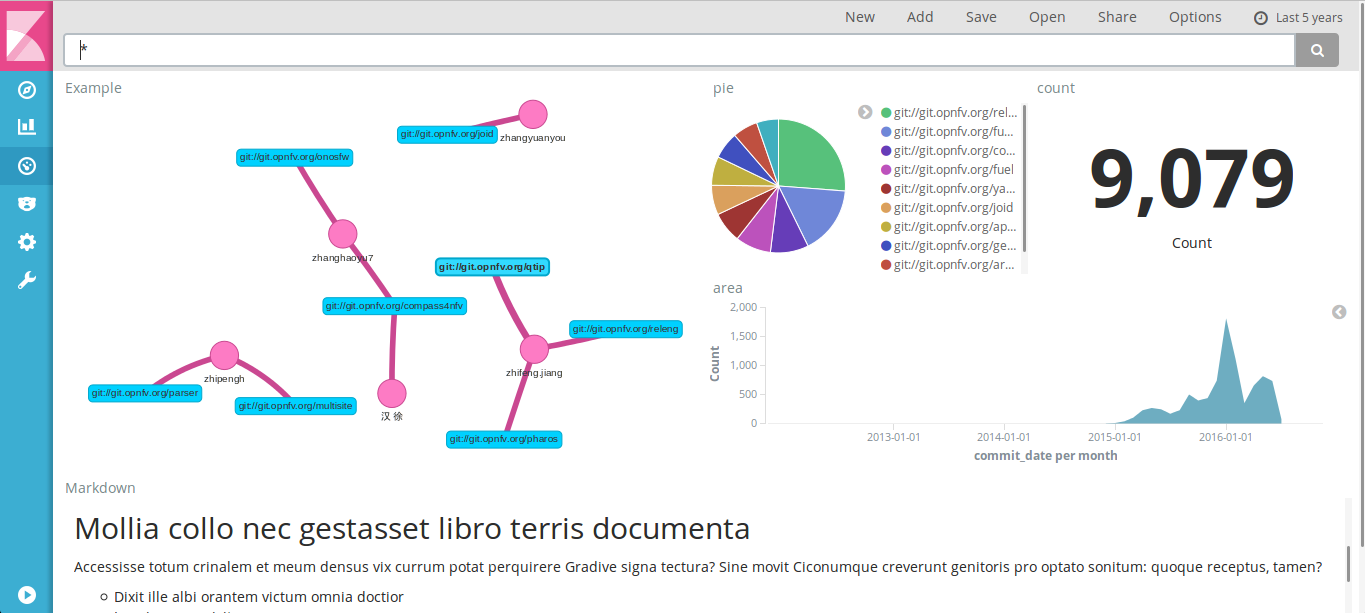 New Add Save Open Share Options Last 5 years
*
Example
git://git.opnfv.org/joid
zhangyuanyou
git://git.opnfv.org/onosfw
zhanghaoyu7
git://git.opnfv.org/qtip
git://git.opnfv.org/compass4nfv
git://git.opnfv.org/releng
zhifeng.jiang
zhipengh
git://git.opnfv.org/parser
git://git.opnfv.org/multisite
汉 徐
git://git.opnfv.org/pharos
pie
git://git.opnfv.org/rel...
git://git.opnfv.org/fu...
git://git.opnfv.org/co...
git://git.opnfv.org/fuel
git://git.opnfv.org/ya...
git://git.opnfv.org/joid
git://git.opnfv.org/ap...
git://git.opnfv.org/ge...
git://git.opnfv.org/ar...
count
9,079
Count
area
2,000
1,500
1,000
500
0
Count
2013-01-01 2014-01-01 2015-01-01 2016-01-01
commit_date per month
Markdown
Mollia collo nec gestasset libro terris documenta
Accessisse totum crinalem et meum densus vix currum potat perquirere Gradive signa tectura? Sine movit Ciconumque creverunt genitoris pro optato sonitum: quoque receptus, tamen?
Dixit ille albi orantem victum omnia doctior